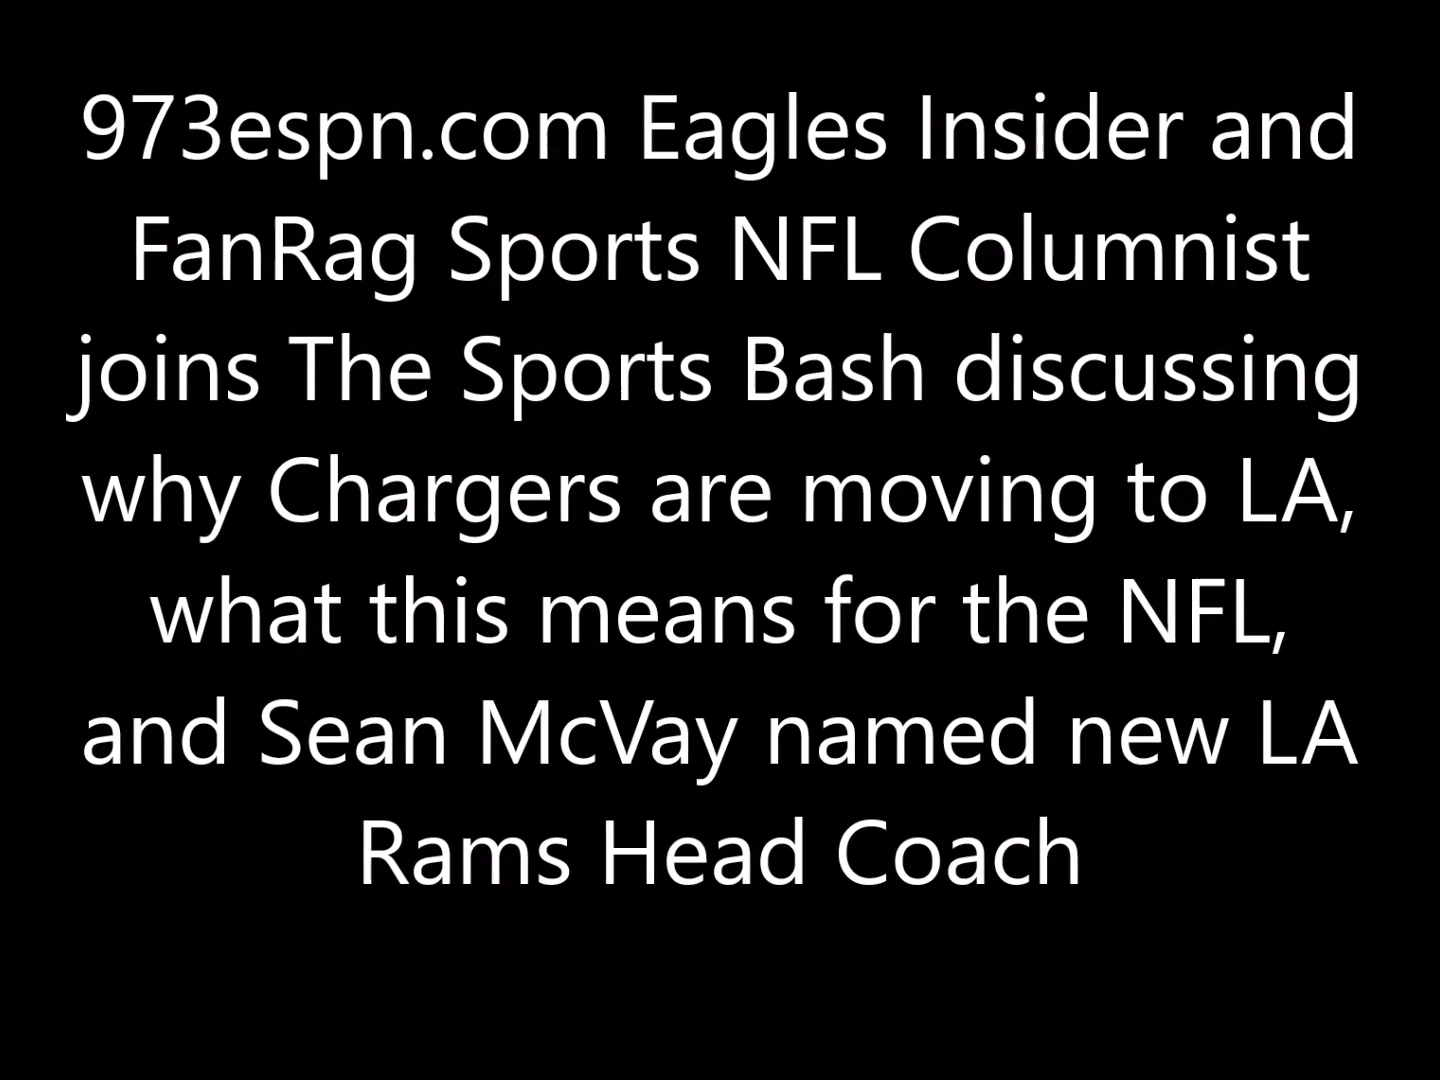 973espn.com Eagles Insider and
FanRag Sports NFL Columnist
joins The Sports Bash discussing
why Chargers are moving to LA,
what this means for the NFL,
and Sean McVay named new LA
Rams Head Coach